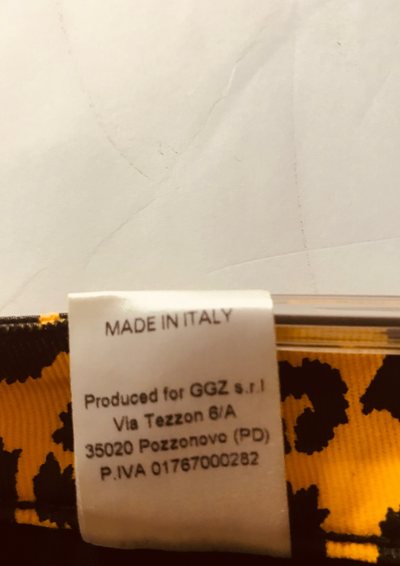 MADE IN ITALY
Produced for GGZ s.r.l
Via Tezzon 6/A
35020 Pozzonovo (PD)
P.IVA 01767000282